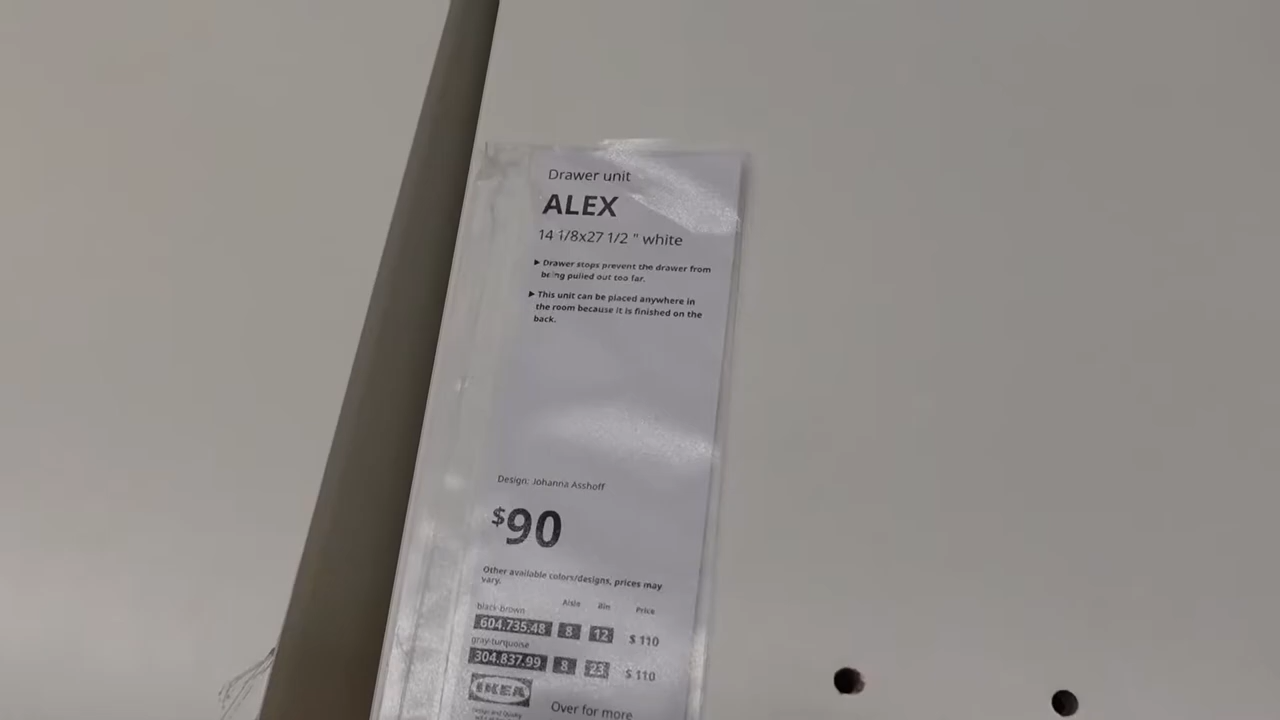 Drawer unit
ALEX
14 1/8x27 1/2 " white
▶ Drawer stops prevent the drawer from
being pulled out too far.
▶ This unit can be placed anywhere in
the room because it is finished on the
back.
Design: Johanna Asshoff
$90
Other available colors/designs, prices may
vary.
Aisle Bin Price
black-brown
604.735.48 8 12 $ 110
gray-turquoise
304.837.99 8 23 $ 110
IKEA
Design and Quality
Over for more